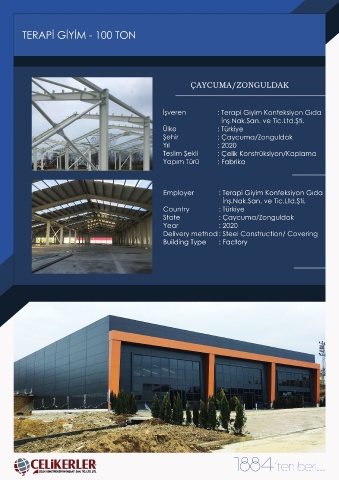 TERAPİ GİYİM - 100 TON
ÇAYCUMA/ZONGULDAK
İşveren : Terapi Giyim Konfeksiyon Gıda
İnş.Nak.San. ve Tic.Ltd.Şti.
Ülke : Türkiye
Şehir : Çaycuma/Zonguldak
Yıl : 2020
Teslim Şekli : Çelik Konstrüksiyon/Kaplama
Yapım Türü : Fabrika
Employer : Terapi Giyim Konfeksiyon Gıda
İnş.Nak.San. ve Tic.Ltd.Şti.
Country : Türkiye
State : Çaycuma/Zonguldak
Year : 2020
Delivery method : Steel Construction/ Covering
Building Type : Factory
ÇELİKERLER
1884'ten beri...